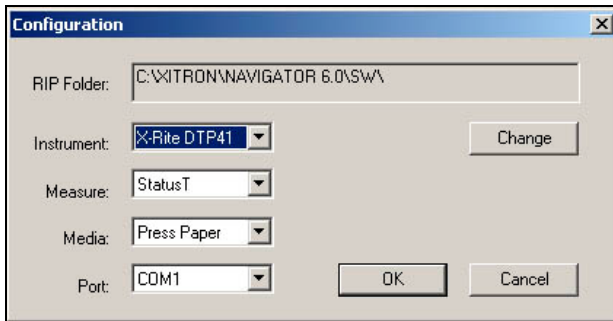 Configuration
RIP Folder: C:\XITRON\NAVIGATOR 6.0\SW\
Instrument: X-Rite DTP41 Change
Measure: StatusT
Media: Press Paper
Port: COM1 OK Cancel